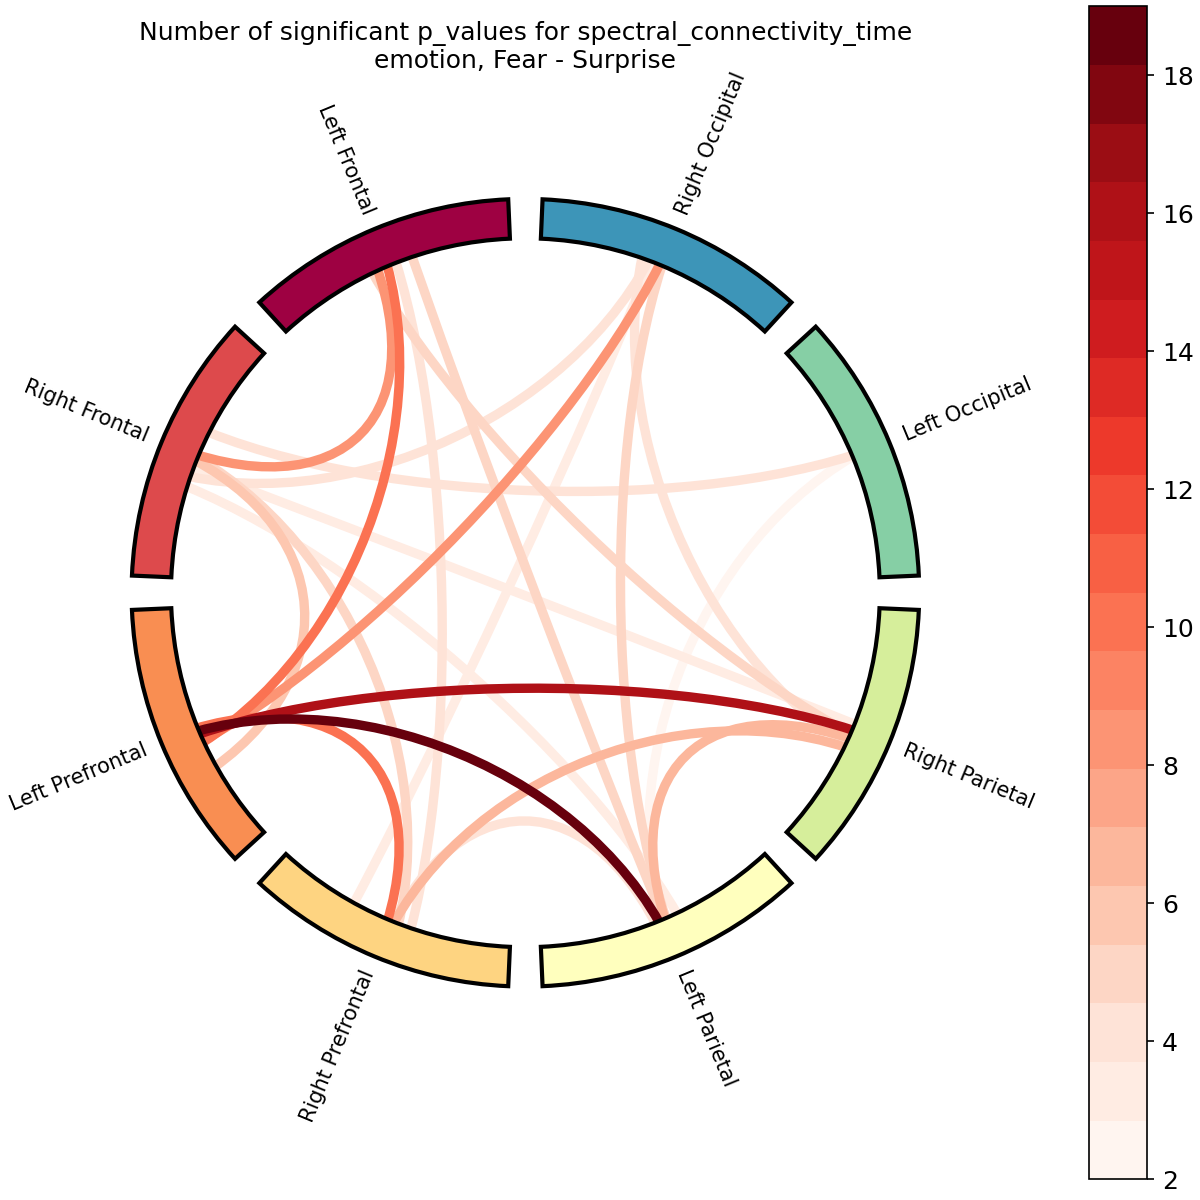 Number of significant p_values for spectral_connectivity_time
emotion, Fear - Surprise
Left Frontal
Right Occipital
Right Frontal
Left Occipital
Left Prefrontal
Right Parietal
Right Prefrontal
Left Parietal
18
16
14
12
10
8
6
4
2